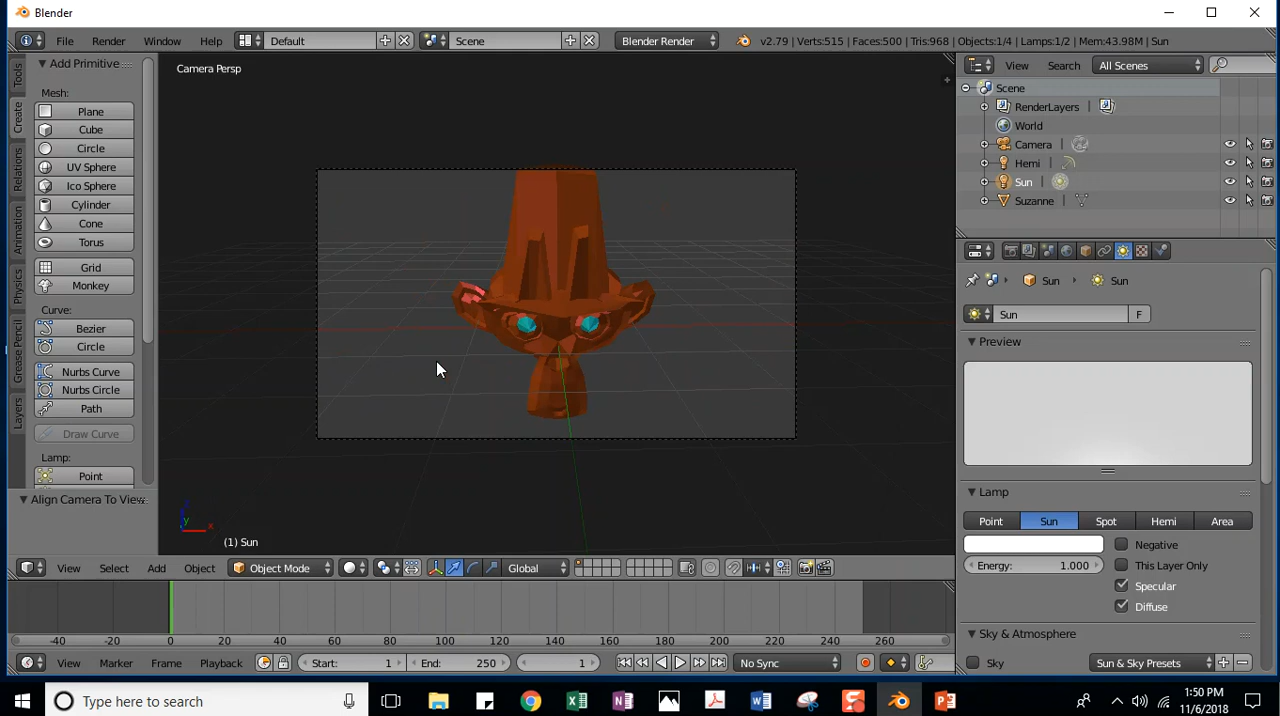 Blender
File Render Window Help Default Scene Blender Render v2.79 | Verts:515 | Faces:500 | Tris:968 | Objects:1/4 | Lamps:1/2 | Mem:43.98M | Sun
Tools
Create
Relations
Animation
Physics
Grease Pencil
Layers
Add Primitive
Mesh:
Plane
Cube
Circle
UV Sphere
Ico Sphere
Cylinder
Cone
Torus
Grid
Monkey
Curve:
Bezier
Circle
Nurbs Curve
Nurbs Circle
Path
Draw Curve
Lamp:
Point
Align Camera To View
Camera Persp
y x
(1) Sun
View Select Add Object Object Mode Global
-40 -20 0 20 40 60 80 100 120 140 160 180 200 220 240 260
View Marker Frame Playback Start: 1 End: 250 1 No Sync
View Search All Scenes
Scene
RenderLayers
World
Camera
Hemi
Sun
Suzanne
Sun Sun
Sun F
Preview
Lamp
Point Sun Spot Hemi Area
Negative
Energy: 1.000 This Layer Only
Specular
Diffuse
Sky & Atmosphere
Sky Sun & Sky Presets
Type here to search
1:50 PM
11/6/2018